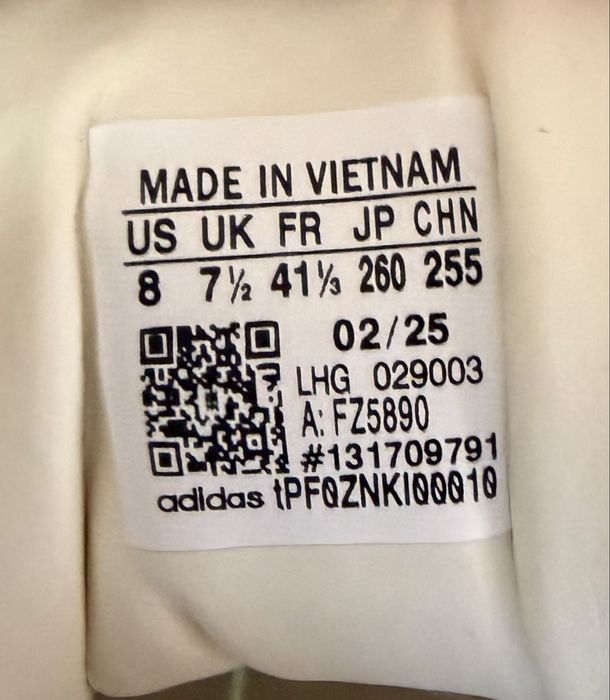 MADE IN VIETNAM
US UK FR JP CHN
8 7½ 41⅓ 260 255
02/25
LHG 029003
A: FZ5890
#131709791
adidas tPF0ZNKI00010